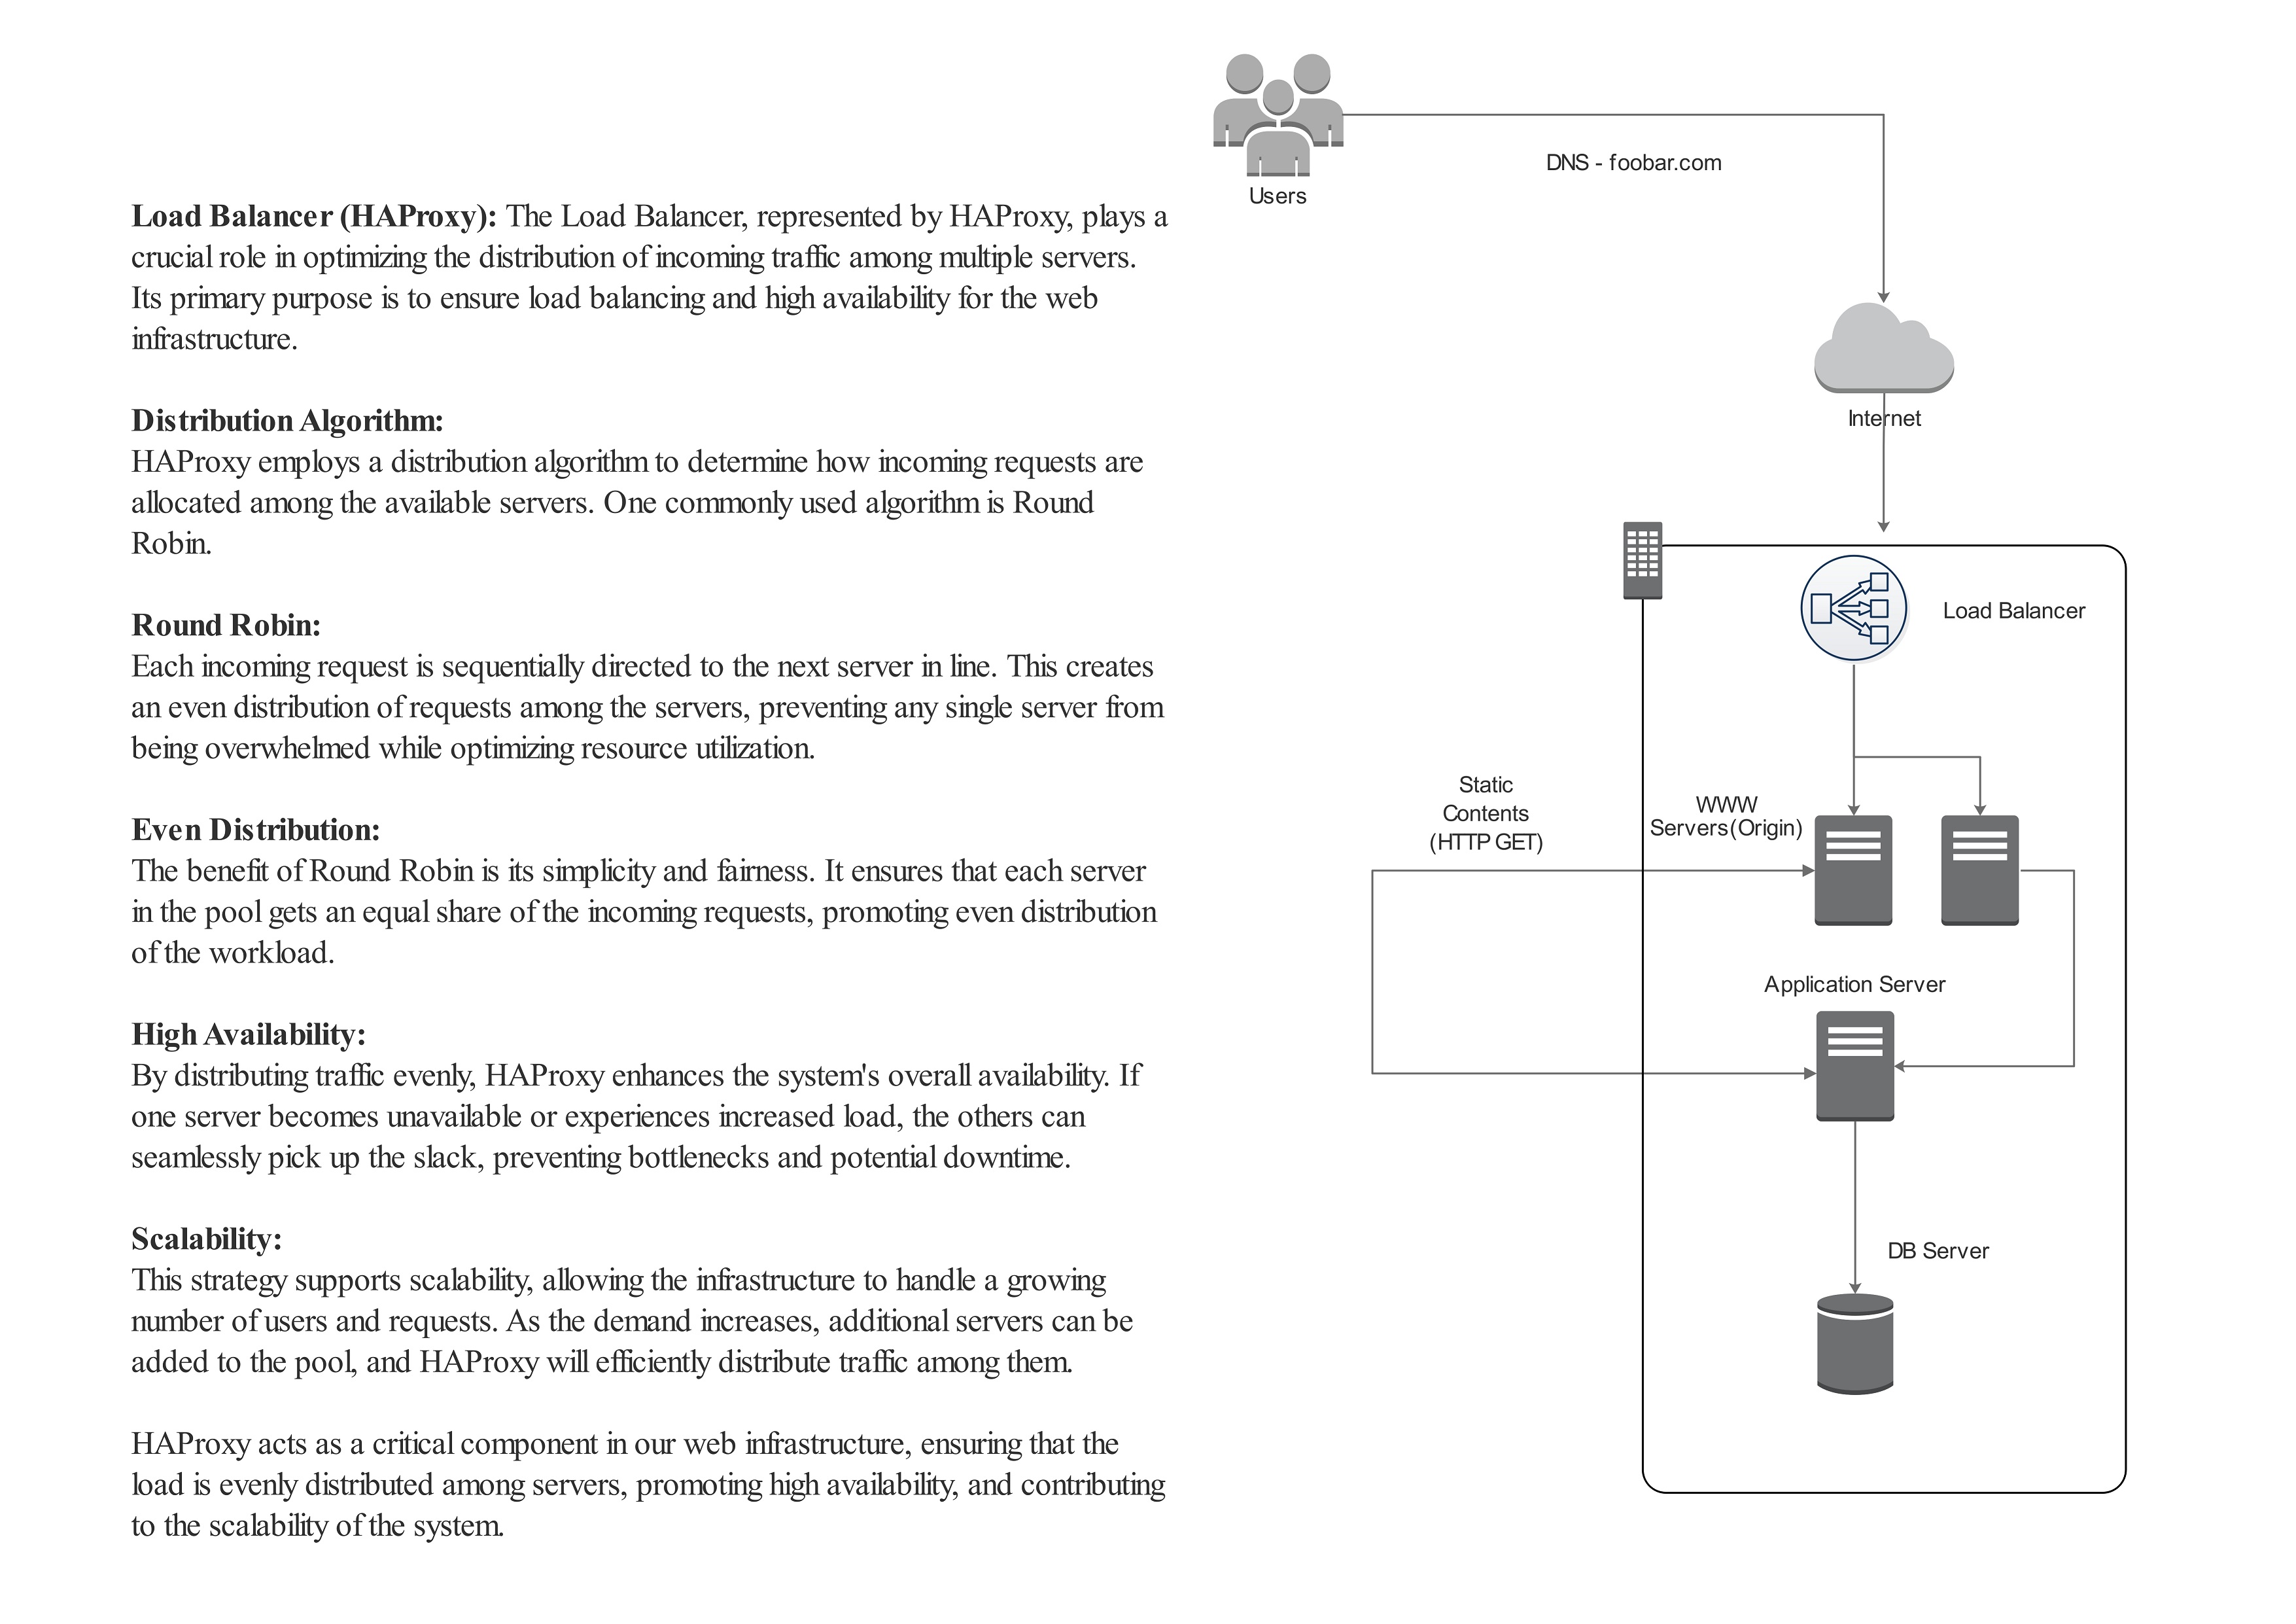 Load Balancer (HAProxy): The Load Balancer, represented by HAProxy, plays a
crucial role in optimizing the distribution of incoming traffic among multiple servers.
Its primary purpose is to ensure load balancing and high availability for the web
infrastructure.
Distribution Algorithm:
HAProxy employs a distribution algorithm to determine how incoming requests are
allocated among the available servers. One commonly used algorithm is Round
Robin.
Round Robin:
Each incoming request is sequentially directed to the next server in line. This creates
an even distribution of requests among the servers, preventing any single server from
being overwhelmed while optimizing resource utilization.
Even Distribution:
The benefit of Round Robin is its simplicity and fairness. It ensures that each server
in the pool gets an equal share of the incoming requests, promoting even distribution
of the workload.
High Availability:
By distributing traffic evenly, HAProxy enhances the system's overall availability. If
one server becomes unavailable or experiences increased load, the others can
seamlessly pick up the slack, preventing bottlenecks and potential downtime.
Scalability:
This strategy supports scalability, allowing the infrastructure to handle a growing
number of users and requests. As the demand increases, additional servers can be
added to the pool, and HAProxy will efficiently distribute traffic among them.
HAProxy acts as a critical component in our web infrastructure, ensuring that the
load is evenly distributed among servers, promoting high availability, and contributing
to the scalability of the system.
Users
DNS - foobar.com
Internet
Load Balancer
Static
Contents
(HTTP GET)
WWW
Servers(Origin)
Application Server
DB Server